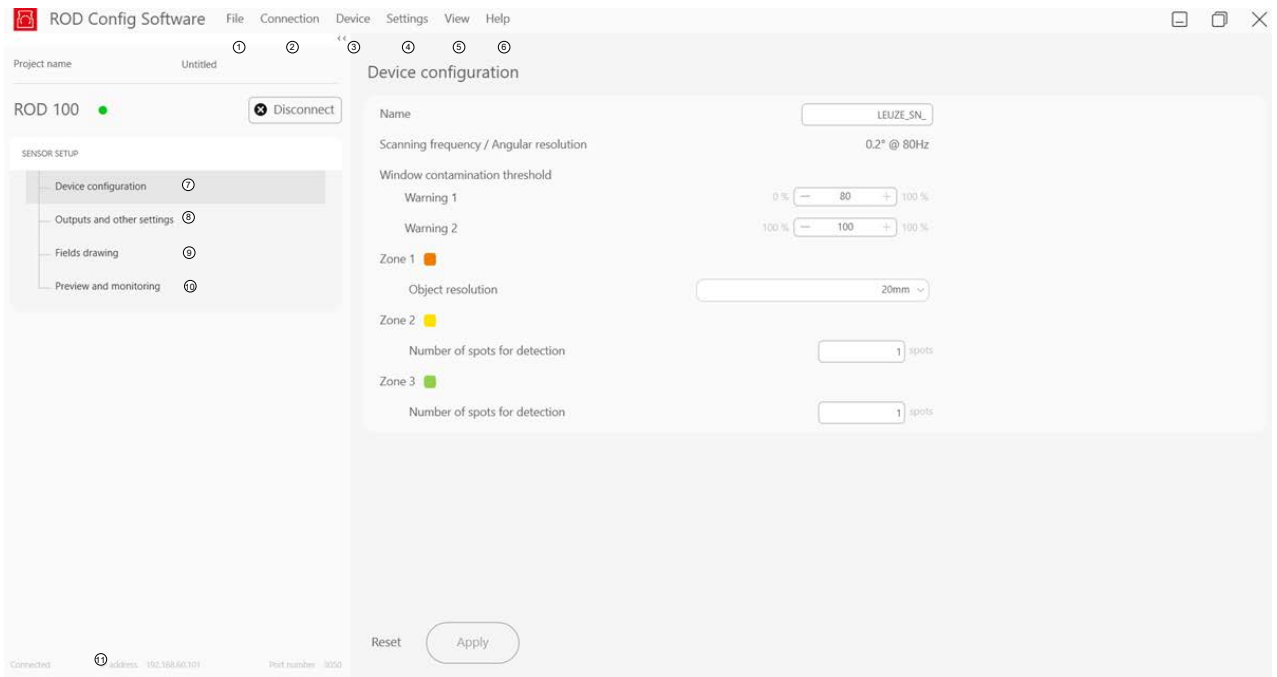 ROD Config Software File Connection Device Settings View Help
<<
① ② ③ ④ ⑤ ⑥
Project name Untitled
ROD 100 Disconnect
SENSOR SETUP
Device configuration ⑦
Outputs and other settings ⑧
Fields drawing ⑨
Preview and monitoring ⑩
Device configuration
Name LEUZE_SN_
Scanning frequency / Angular resolution 0.2° @ 80Hz
Window contamination threshold
Warning 1 0 % − 80 + 100 %
Warning 2 100 % − 100 + 100 %
Zone 1
Object resolution 20mm
Zone 2
Number of spots for detection 1 spots
Zone 3
Number of spots for detection 1 spots
Reset Apply
Connected ⑪ address 192.168.60.101 Port number 3050